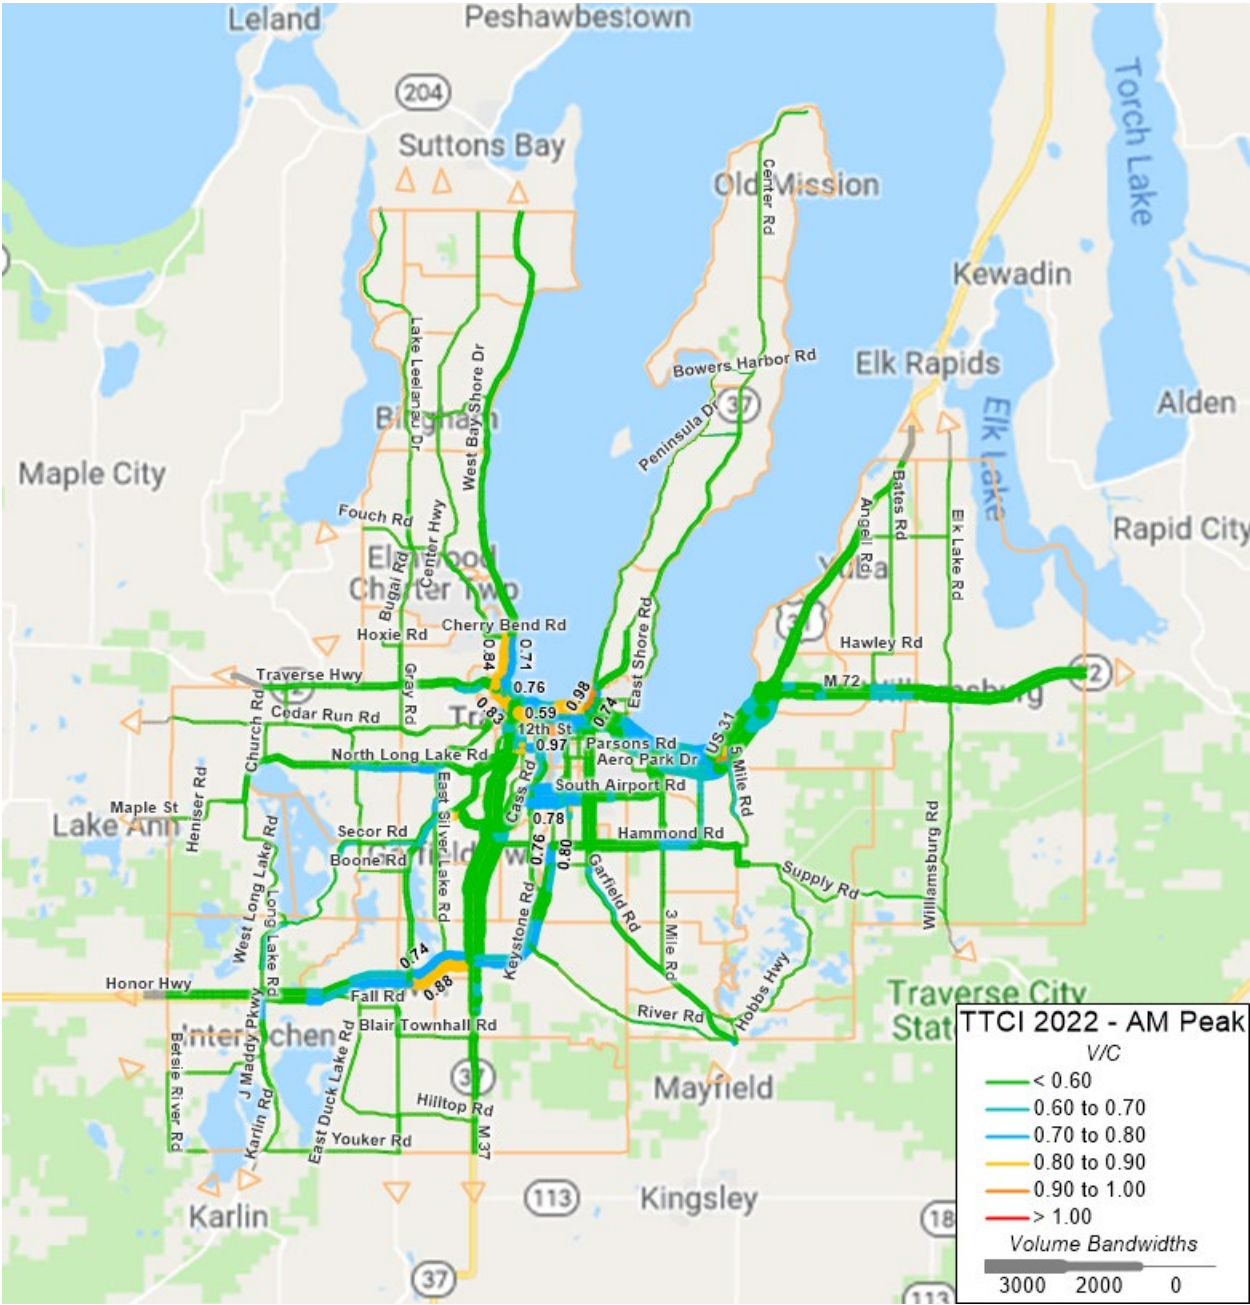 Leland
Peshawbestown
204
Suttons Bay
Torch Lake
Old Mission
Center Rd
Kewadin
Lake Leelanau Dr
West Bay Shore Dr
Bowers Harbor Rd
Elk Rapids
37
Bingham
Peninsula Dr
Elk Lake
Alden
Maple City
Fouch Rd
Center Hwy
Angell Rd
Bates Rd
Elk Lake Rd
Rapid City
Elmwood
Charter Twp
Bugai Rd
Yuba
31
Cherry Bend Rd
Hoxie Rd
0.84
0.71
East Shore Rd
Hawley Rd
Traverse Hwy
Gray Rd
0.76
0.98
M 72
Church Rd
Cedar Run Rd
0.83
0.59
0.74
12th St
US 31
North Long Lake Rd
0.97
Parsons Rd
Aero Park Dr
5 Mile Rd
Heniser Rd
East Silver Lake Rd
Cass Rd
South Airport Rd
Maple St
Lake Ann
Secor Rd
0.78
Hammond Rd
Boone Rd
0.76
0.80
West Long Lake Rd
Long Lake Rd
Garfield Rd
Supply Rd
Williamsburg Rd
Keystone Rd
3 Mile Rd
0.74
Honor Hwy
Fall Rd
0.88
Hobbs Hwy
Traverse City
Stat
River Rd
Blair Townhall Rd
J Maddy Pkwy
Betsie River Rd
East Duck Lake Rd
37
Mayfield
Hilltop Rd
Karlin Rd
Youker Rd
M 37
Karlin
113
Kingsley
18
37
113
TTCI 2022 - AM Peak
V/C
< 0.60
0.60 to 0.70
0.70 to 0.80
0.80 to 0.90
0.90 to 1.00
> 1.00
Volume Bandwidths
3000 2000 0